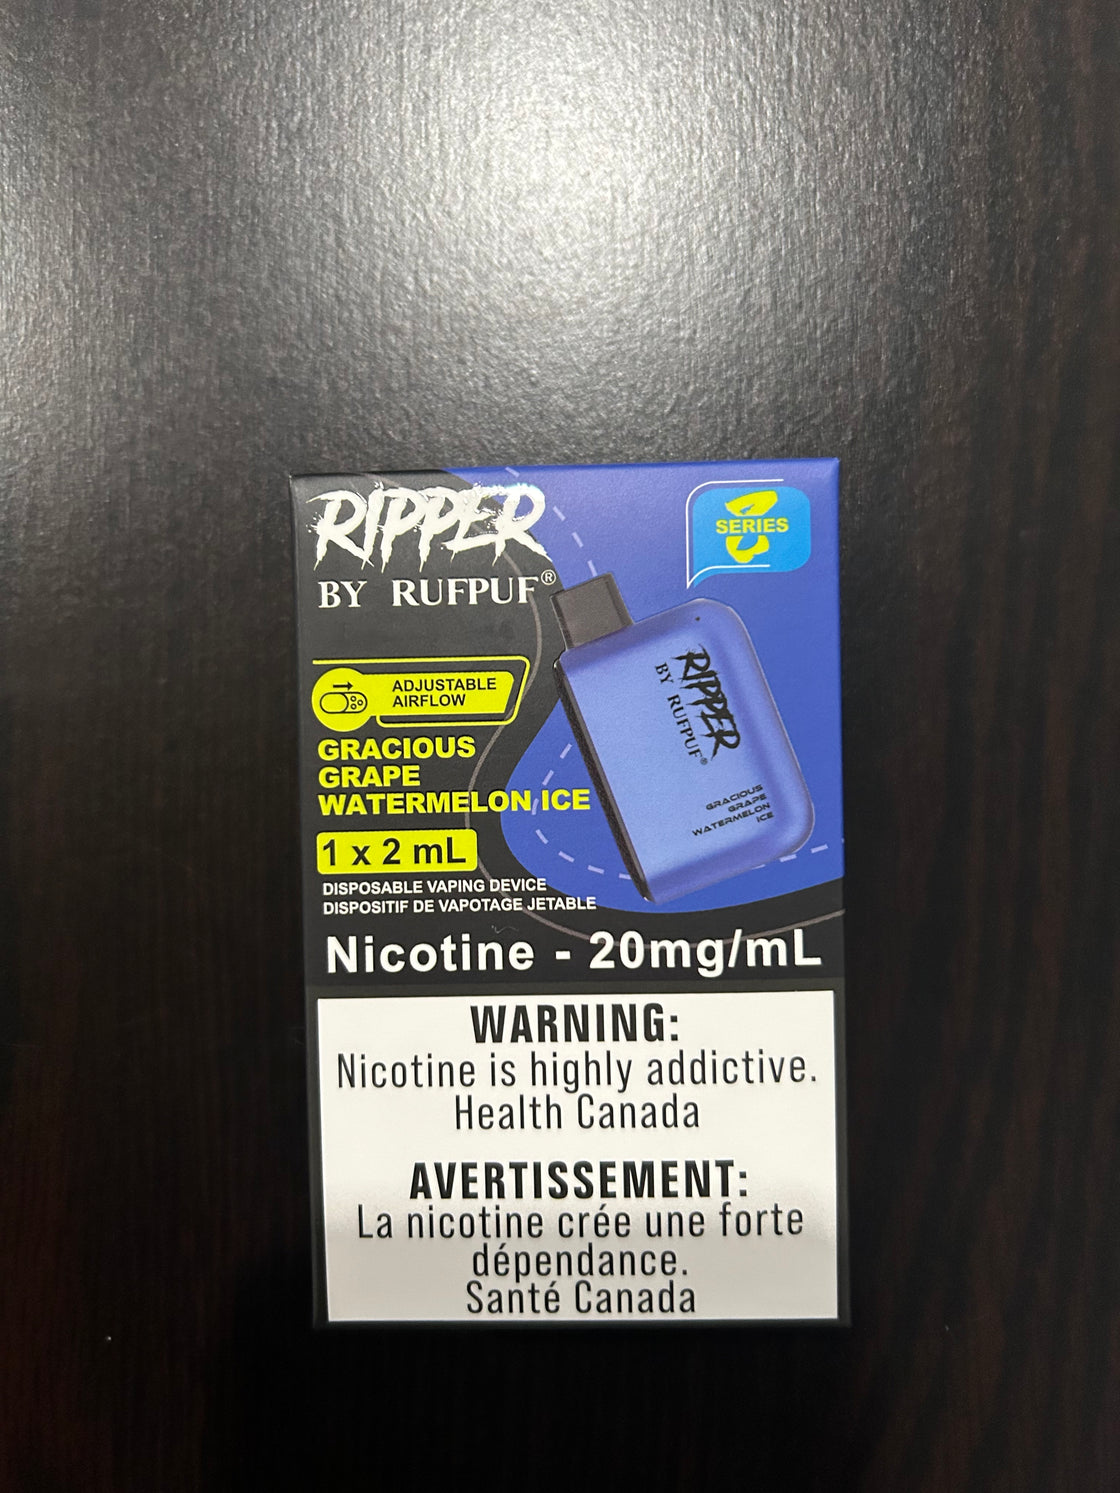 RIPPER
BY RUFPUF®
SERIES
ADJUSTABLE
AIRFLOW
GRACIOUS
GRAPE
WATERMELON ICE
1 x 2 mL
DISPOSABLE VAPING DEVICE
DISPOSITIF DE VAPOTAGE JETABLE
RIPPER
BY RUFPUF®
GRACIOUS
GRAPE
WATERMELON
ICE
Nicotine - 20mg/mL
WARNING:
Nicotine is highly addictive.
Health Canada
AVERTISSEMENT:
La nicotine crée une forte
dépendance.
Santé Canada